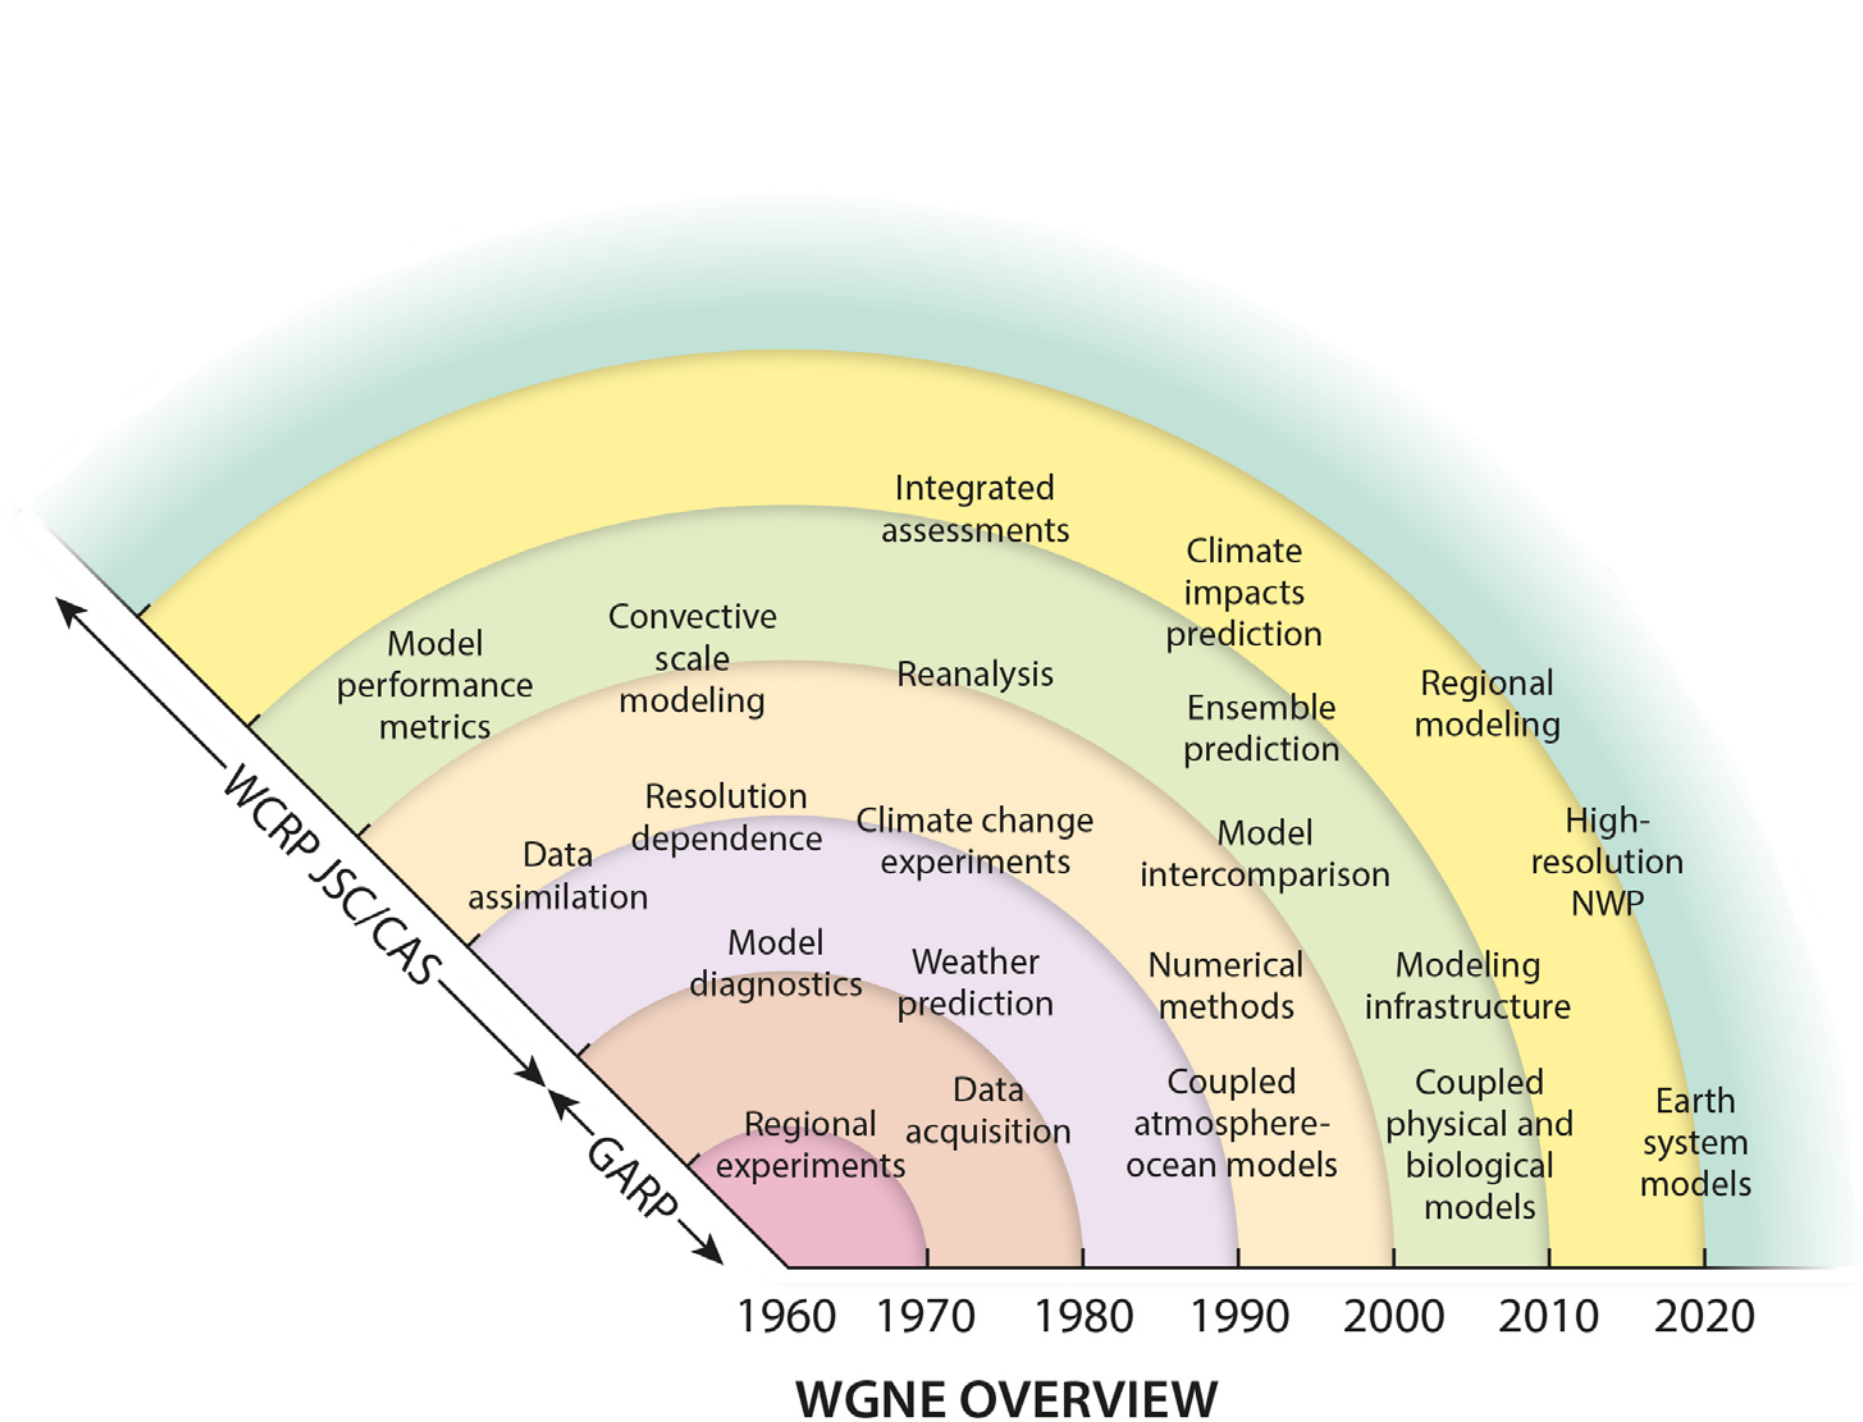 Integrated
assessments
Climate
impacts
prediction
Convective
scale
modeling
Model
performance
metrics
Reanalysis
Regional
modeling
Ensemble
prediction
Resolution
dependence
Climate change
experiments
High-
resolution
NWP
Model
intercomparison
Data
assimilation
Model
diagnostics
Weather
prediction
Numerical
methods
Modeling
infrastructure
Data
acquisition
Coupled
atmosphere-
ocean models
Coupled
physical and
biological
models
Earth
system
models
Regional
experiments
WCRP JSC/CAS
GARP
1960 1970 1980 1990 2000 2010 2020
WGNE OVERVIEW